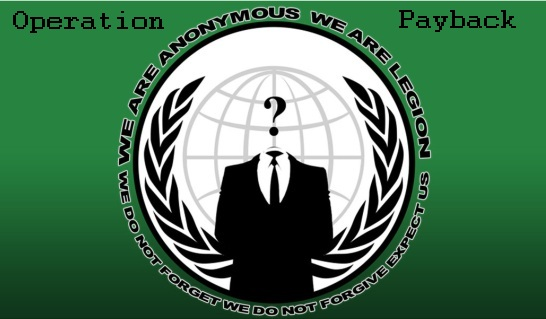 Operation Payback
WE ARE ANONYMOUS WE ARE LEGION
?
WE DO NOT FORGET WE DO NOT FORGIVE EXPECT US